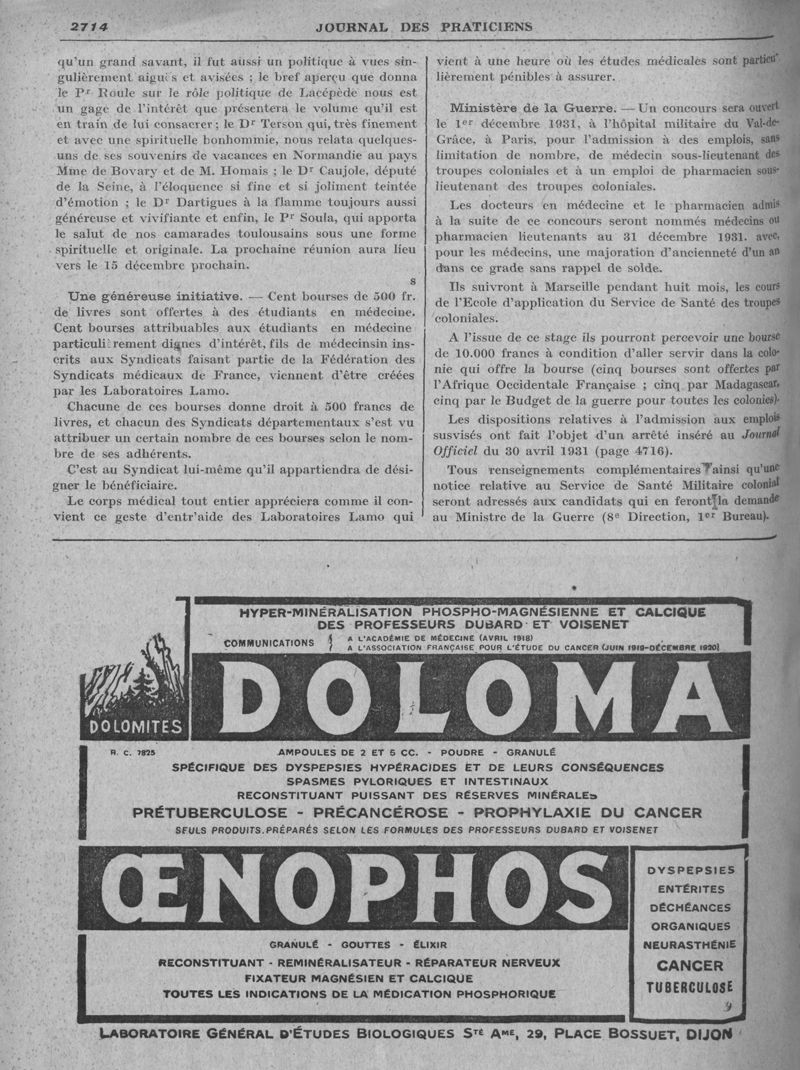 2714
JOURNAL DES PRATICIENS
qu'un grand savant, il fut aussi un politique à vues sin-
gulièrement aiguës et avisées ; le bref aperçu que donna
le Pr Roule sur le rôle politique de Lacépède nous est
un gage de l'intérêt que présentera le volume qu'il est
en train de lui consacrer ; le Dr Terson qui, très finement
et avec une spirituelle bonhommie, nous relata quelques-
uns de ses souvenirs de vacances en Normandie au pays
Mme de Bovary et de M. Homais ; le Dr Caujole, député
de la Seine, à l'éloquence si fine et si joliment teintée
d'émotion ; le Dr Dartigues à la flamme toujours aussi
généreuse et vivifiante et enfin, le Pr Soula, qui apporta
le salut de nos camarades toulousains sous une forme
spirituelle et originale. La prochaine réunion aura lieu
vers le 15 décembre prochain.
8
Une généreuse initiative. — Cent bourses de 500 fr.
de livres sont offertes à des étudiants en médecine.
Cent bourses attribuables aux étudiants en médecine
particulièrement dignes d'intérêt, fils de médecinsin ins-
crits aux Syndicats faisant partie de la Fédération des
Syndicats médicaux de France, viennent d'être créées
par les Laboratoires Lamo.
Chacune de ces bourses donne droit à 500 francs de
livres, et chacun des Syndicats départementaux s'est vu
attribuer un certain nombre de ces bourses selon le nom-
bre de ses adhérents.
C'est au Syndicat lui-même qu'il appartiendra de dési-
gner le bénéficiaire.
Le corps médical tout entier appréciera comme il con-
vient ce geste d'entr'aide des Laboratoires Lamo qui
vient à une heure où les études médicales sont particu-
lièrement pénibles à assurer.
Ministère de la Guerre. — Un concours sera ouvert
le 1er décembre 1931, à l'hôpital militaire du Val-de-
Grâce, à Paris, pour l'admission à des emplois, sans
limitation de nombre, de médecin sous-lieutenant des
troupes coloniales et à un emploi de pharmacien sous-
lieutenant des troupes coloniales.
Les docteurs en médecine et le pharmacien admis
à la suite de ce concours seront nommés médecins ou
pharmacien lieutenants au 31 décembre 1931. avec,
pour les médecins, une majoration d'ancienneté d'un an
dans ce grade sans rappel de solde.
Ils suivront à Marseille pendant huit mois, les cours
de l'Ecole d'application du Service de Santé des troupes
coloniales.
A l'issue de ce stage ils pourront percevoir une bourse
de 10.000 francs à condition d'aller servir dans la colo-
nie qui offre la bourse (cinq bourses sont offertes par
l'Afrique Occidentale Française ; cinq par Madagascar,
cinq par le Budget de la guerre pour toutes les colonies).
Les dispositions relatives à l'admission aux emplois
susvisés ont fait l'objet d'un arrêté inséré au Journal
Officiel du 30 avril 1931 (page 4716).
Tous renseignements complémentaires ainsi qu'une
notice relative au Service de Santé Militaire colonial
seront adressés aux candidats qui en feront la demande
au Ministre de la Guerre (8e Direction, 1er Bureau).
HYPER-MINÉRALISATION PHOSPHO-MAGNÉSIENNE ET CALCIQUE
DES PROFESSEURS DUBARD ET VOISENET
COMMUNICATIONS
A L'ACADÉMIE DE MÉDECINE (AVRIL 1918)
A L'ASSOCIATION FRANÇAISE POUR L'ÉTUDE DU CANCER (JUIN 1919-DÉCEMBRE 1920)
DOLOMITES
DOLOMA
R. C. 7825
AMPOULES DE 2 ET 5 CC. - POUDRE - GRANULÉ
SPÉCIFIQUE DES DYSPEPSIES HYPÉRACIDES ET DE LEURS CONSÉQUENCES
SPASMES PYLORIQUES ET INTESTINAUX
RECONSTITUANT PUISSANT DES RÉSERVES MINÉRALES
PRÉTUBERCULOSE - PRÉCANCÉROSE - PROPHYLAXIE DU CANCER
SEULS PRODUITS PRÉPARÉS SELON LES FORMULES DES PROFESSEURS DUBARD ET VOISENET
ŒNOPHOS
GRANULÉ - GOUTTES - ÉLIXIR
RECONSTITUANT - REMINÉRALISATEUR - RÉPARATEUR NERVEUX
FIXATEUR MAGNÉSIEN ET CALCIQUE
TOUTES LES INDICATIONS DE LA MÉDICATION PHOSPHORIQUE
DYSPEPSIES
ENTÉRITES
DÉCHÉANCES
ORGANIQUES
NEURASTHÉNIE
CANCER
TUBERCULOSE
LABORATOIRE GÉNÉRAL D'ÉTUDES BIOLOGIQUES STÉ AME, 29, PLACE BOSSUET, DIJON